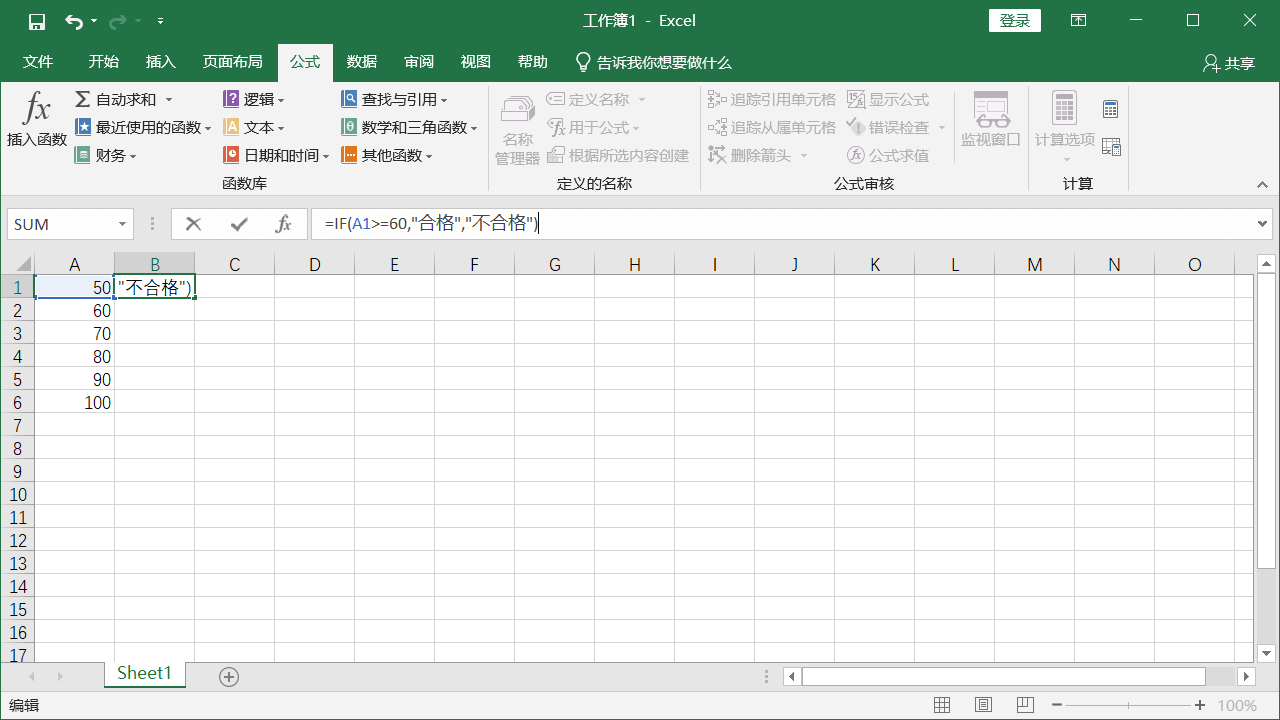 工作簿1 - Excel
登录
文件 开始 插入 页面布局 公式 数据 审阅 视图 帮助 告诉我你想要做什么 共享
fx Σ 自动求和 逻辑 查找与引用 定义名称 追踪引用单元格 显示公式
插入函数 最近使用的函数 文本 数学和三角函数 名称 用于公式 追踪从属单元格 错误检查 监视窗口 计算选项
财务 日期和时间 其他函数 管理器 根据所选内容创建 删除箭头 公式求值
函数库 定义的名称 公式审核 计算
SUM fx =IF(A1>=60,"合格","不合格")
A B C D E F G H I J K L M N O
1 50 "不合格")
2 60
3 70
4 80
5 90
6 100
7
8
9
10
11
12
13
14
15
16
17
Sheet1
编辑 100%